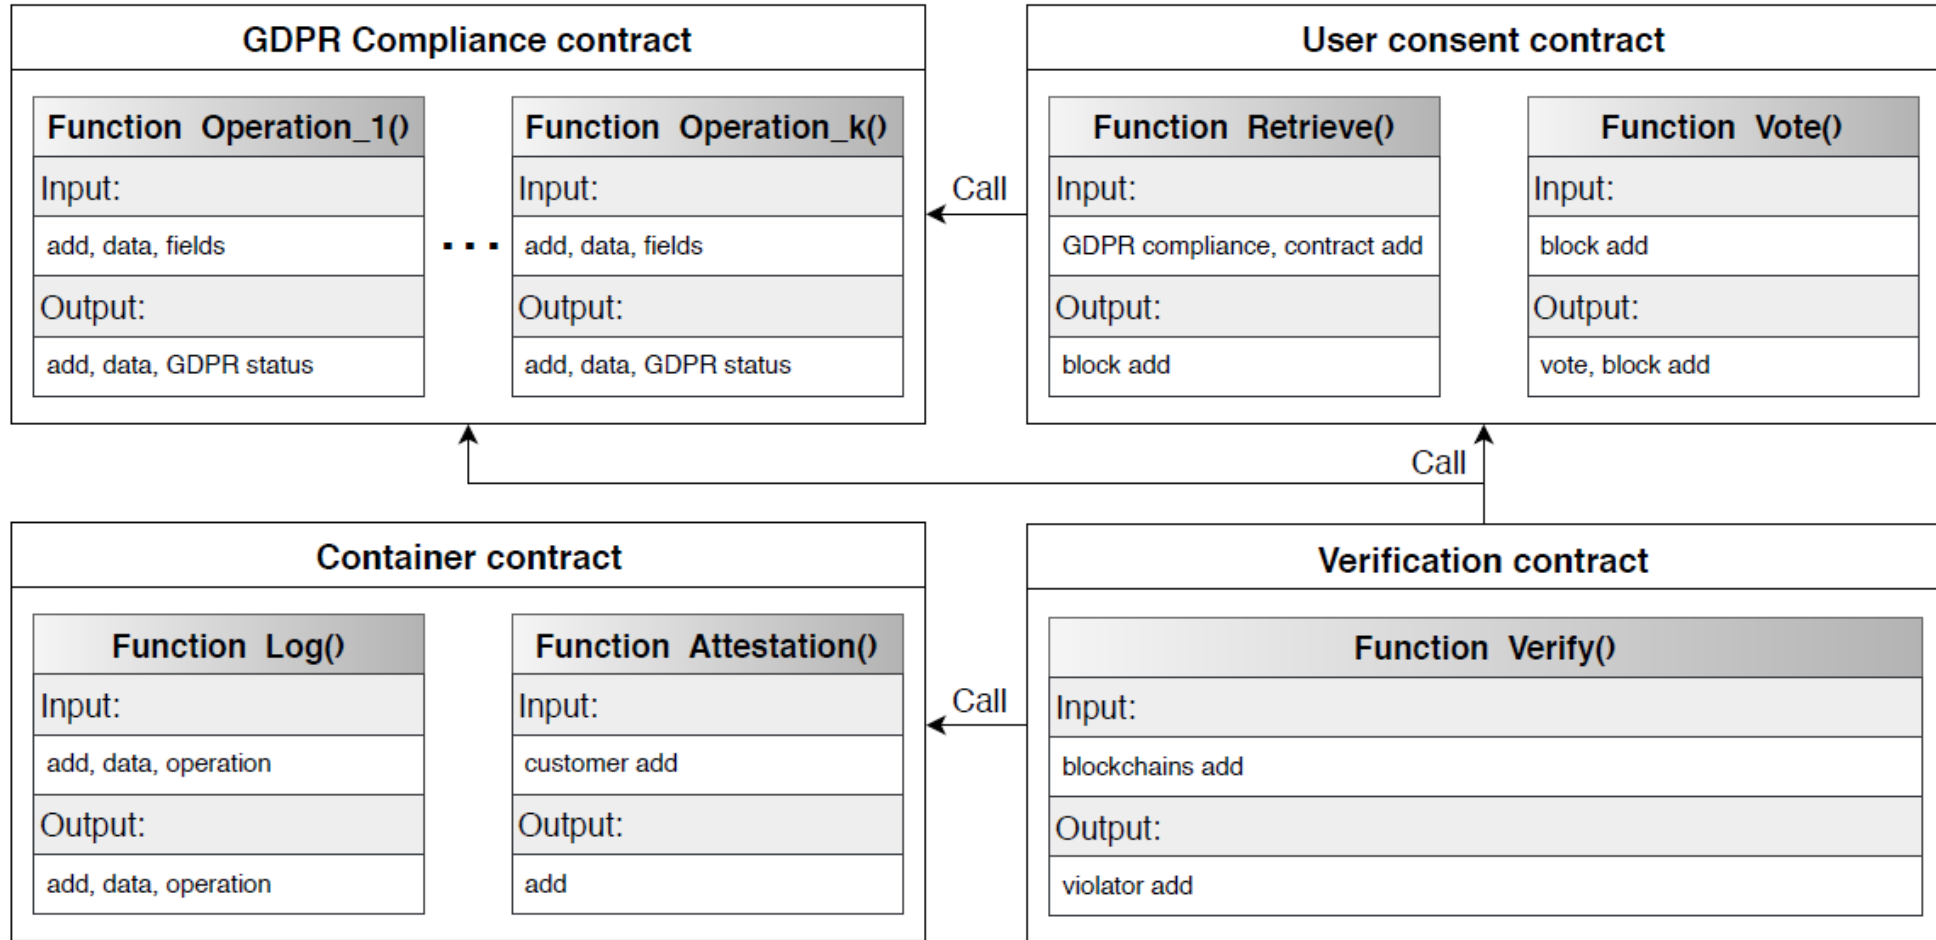 GDPR Compliance contract
Function Operation_1()
Input:
add, data, fields
Output:
add, data, GDPR status
...
Function Operation_k()
Input:
add, data, fields
Output:
add, data, GDPR status
Call
User consent contract
Function Retrieve()
Input:
GDPR compliance, contract add
Output:
block add
Function Vote()
Input:
block add
Output:
vote, block add
Call
Container contract
Function Log()
Input:
add, data, operation
Output:
add, data, operation
Function Attestation()
Input:
customer add
Output:
add
Call
Verification contract
Function Verify()
Input:
blockchains add
Output:
violator add